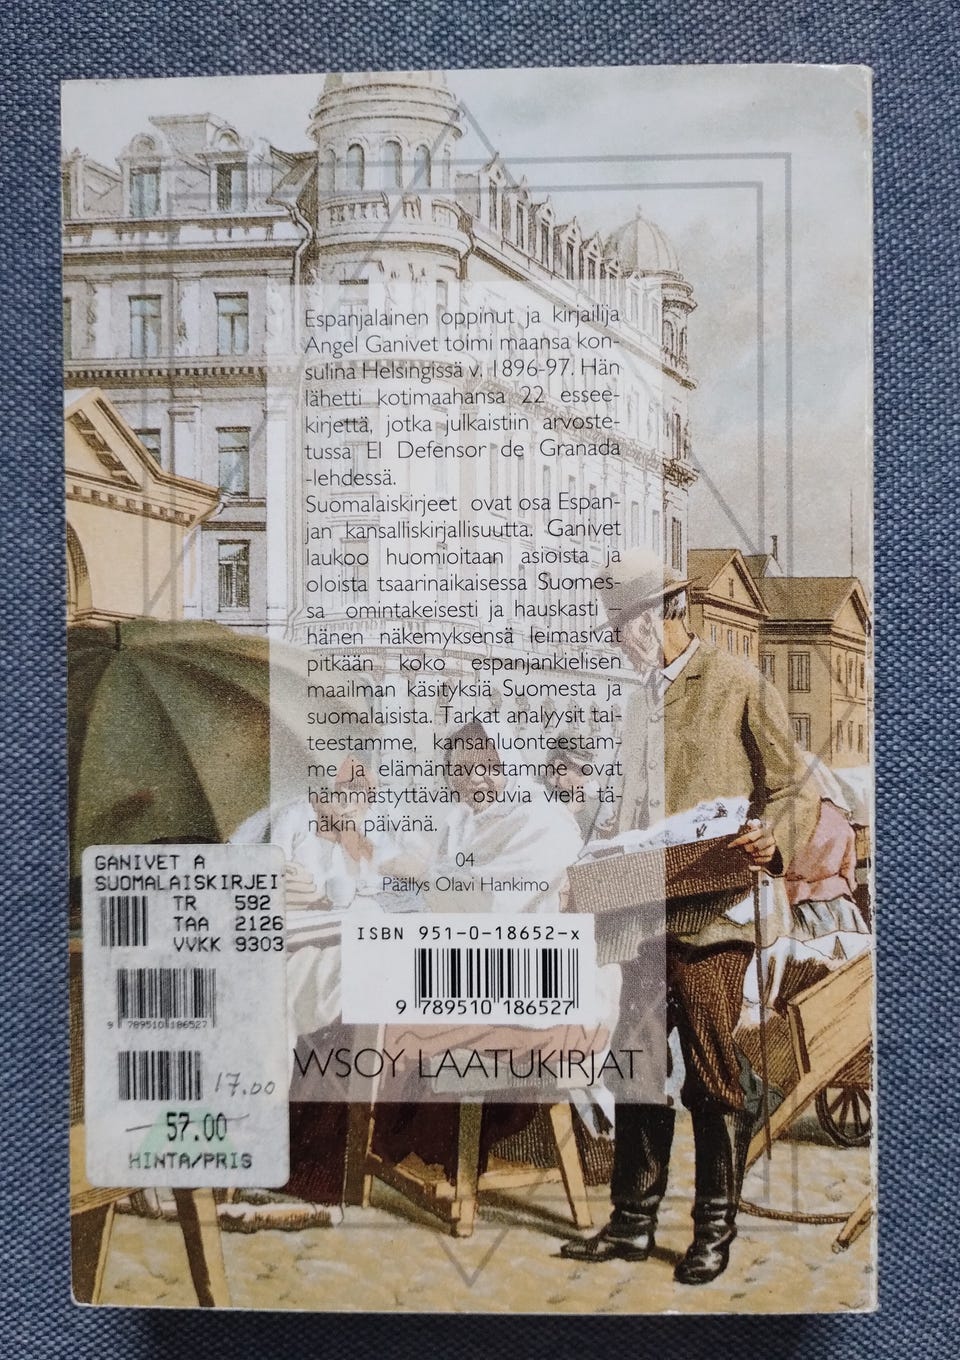 Espanjalainen oppinut ja kirjailija
Angel Ganivet toimi maansa kon-
sulina Helsingissä v. 1896-97. Hän
lähetti kotimaahansa 22 essee-
kirjettä, jotka julkaistiin arvoste-
tussa El Defensor de Granada
-lehdessä.
Suomalaiskirjeet ovat osa Espan-
jan kansalliskirjallisuutta. Ganivet
laukoo huomioitaan asioista ja
oloista tsaarinaikaisessa Suomes-
sa omintakeisesti ja hauskasti –
hänen näkemyksensä leimasivat
pitkään koko espanjankielisen
maailman käsityksiä Suomesta ja
suomalaisista. Tarkat analyysit tai-
teestamme, kansanluonteestam-
me ja elämäntavoistamme ovat
hämmästyttävän osuvia vielä tä-
näkin päivänä.
04
Päällys Olavi Hankimo
ISBN 951-0-18652-x
9 789510 186527
WSOY LAATUKIRJAT
GANIVET A
SUOMALAISKIRJEI
TR 592
TAA 2126
VVKK 9303
9 789510 186527
17.00
57.00
HINTA/PRIS